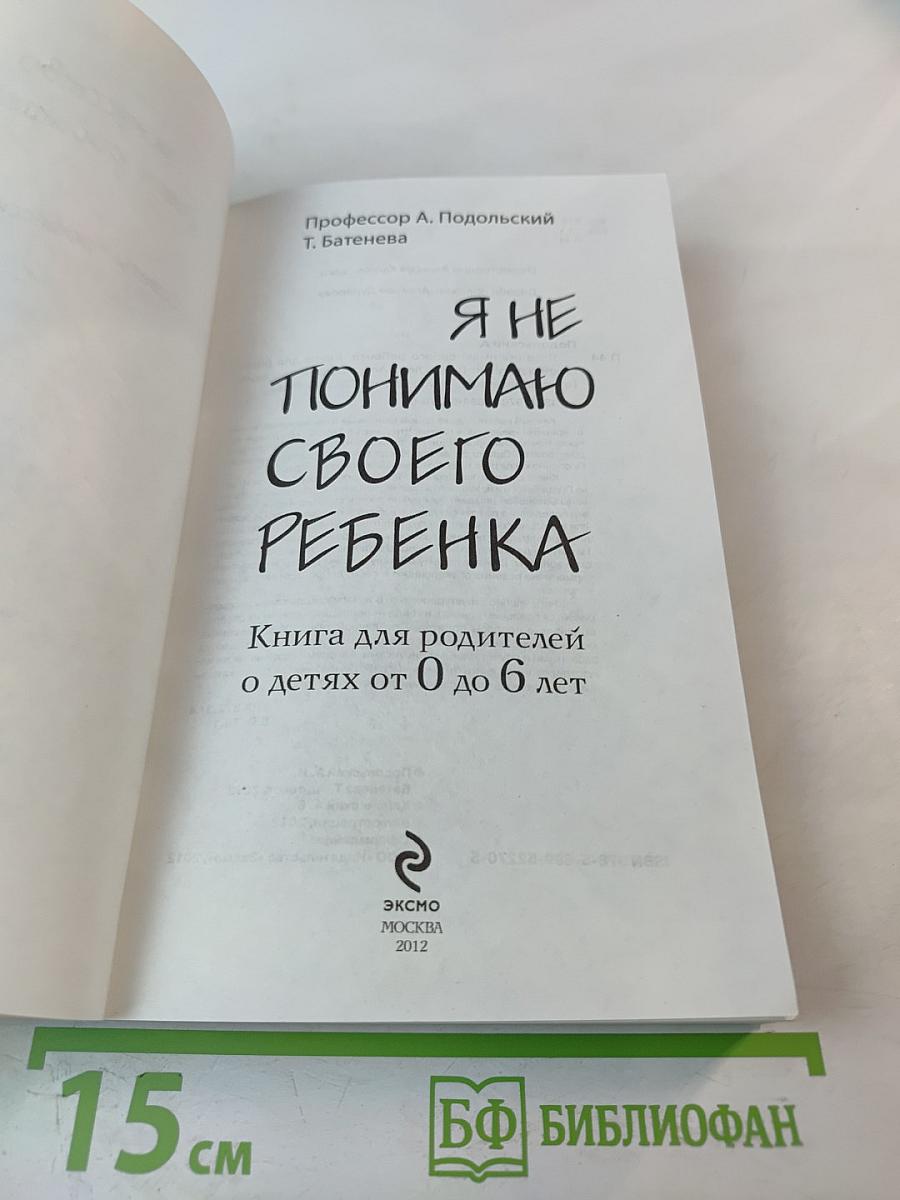 Профессор А. Подольский
Т. Батенева
Я НЕ
ПОНИМАЮ
СВОЕГО
РЕБЕНКА
Книга для родителей
о детях от 0 до 6 лет
ЭКСМО
МОСКВА
2012
15 см
БФ БИБЛИОФАН